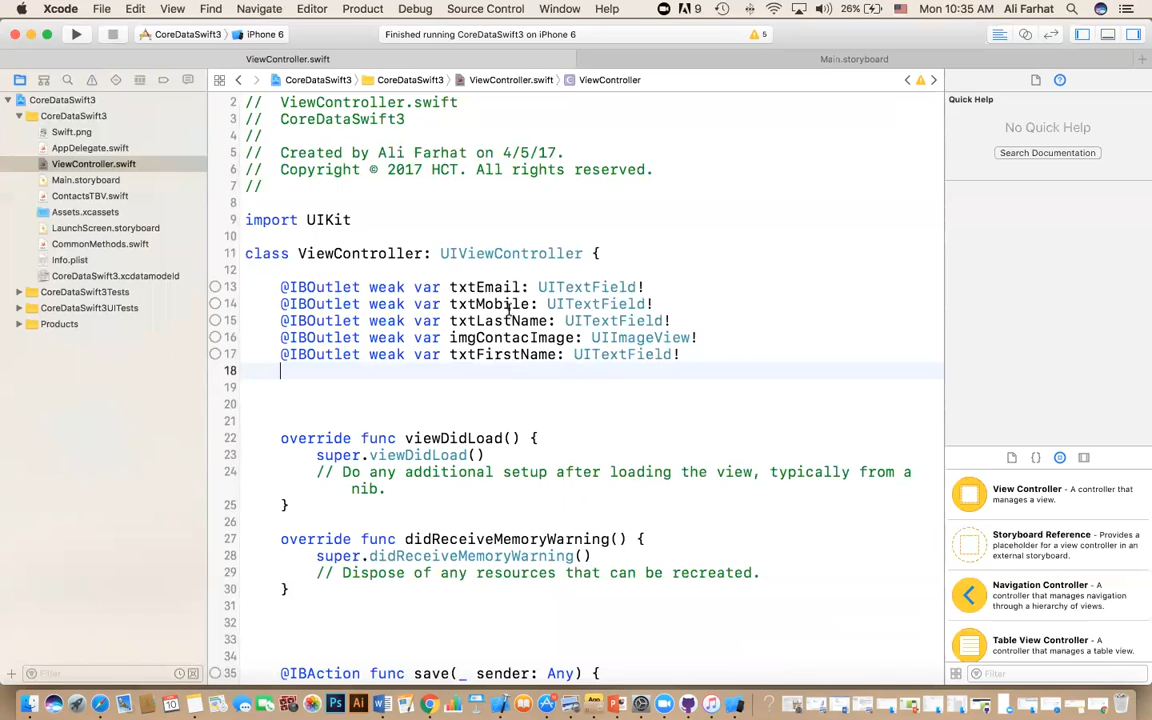 Xcode File Edit View Find Navigate Editor Product Debug Source Control Window Help 9 26% Mon 10:35 AM Ali Farhat
CoreDataSwift3 iPhone 6 Finished running CoreDataSwift3 on iPhone 6 5
ViewController.swift Main.storyboard
CoreDataSwift3 CoreDataSwift3 ViewController.swift C ViewController
CoreDataSwift3
CoreDataSwift3
Swift.png
AppDelegate.swift
ViewController.swift
Main.storyboard
ContactsTBV.swift
Assets.xcassets
LaunchScreen.storyboard
CommonMethods.swift
Info.plist
CoreDataSwift3.xcdatamodeld
CoreDataSwift3Tests
CoreDataSwift3UITests
Products
Filter
2 // ViewController.swift
3 // CoreDataSwift3
4 //
5 // Created by Ali Farhat on 4/5/17.
6 // Copyright © 2017 HCT. All rights reserved.
7 //
8
9 import UIKit
10
11 class ViewController: UIViewController {
12
13 @IBOutlet weak var txtEmail: UITextField!
14 @IBOutlet weak var txtMobile: UITextField!
15 @IBOutlet weak var txtLastName: UITextField!
16 @IBOutlet weak var imgContacImage: UIImageView!
17 @IBOutlet weak var txtFirstName: UITextField!
18
19
20
21
22 override func viewDidLoad() {
23 super.viewDidLoad()
24 // Do any additional setup after loading the view, typically from a
nib.
25 }
26
27 override func didReceiveMemoryWarning() {
28 super.didReceiveMemoryWarning()
29 // Dispose of any resources that can be recreated.
30 }
31
32
33
34
35 @IBAction func save(_ sender: Any) {
Quick Help
No Quick Help
Search Documentation
View Controller - A controller that
manages a view.
Storyboard Reference - Provides a
placeholder for a view controller in an
external storyboard.
Navigation Controller - A
controller that manages navigation
through a hierarchy of views.
Table View Controller - A
controller that manages a table view.
Filter